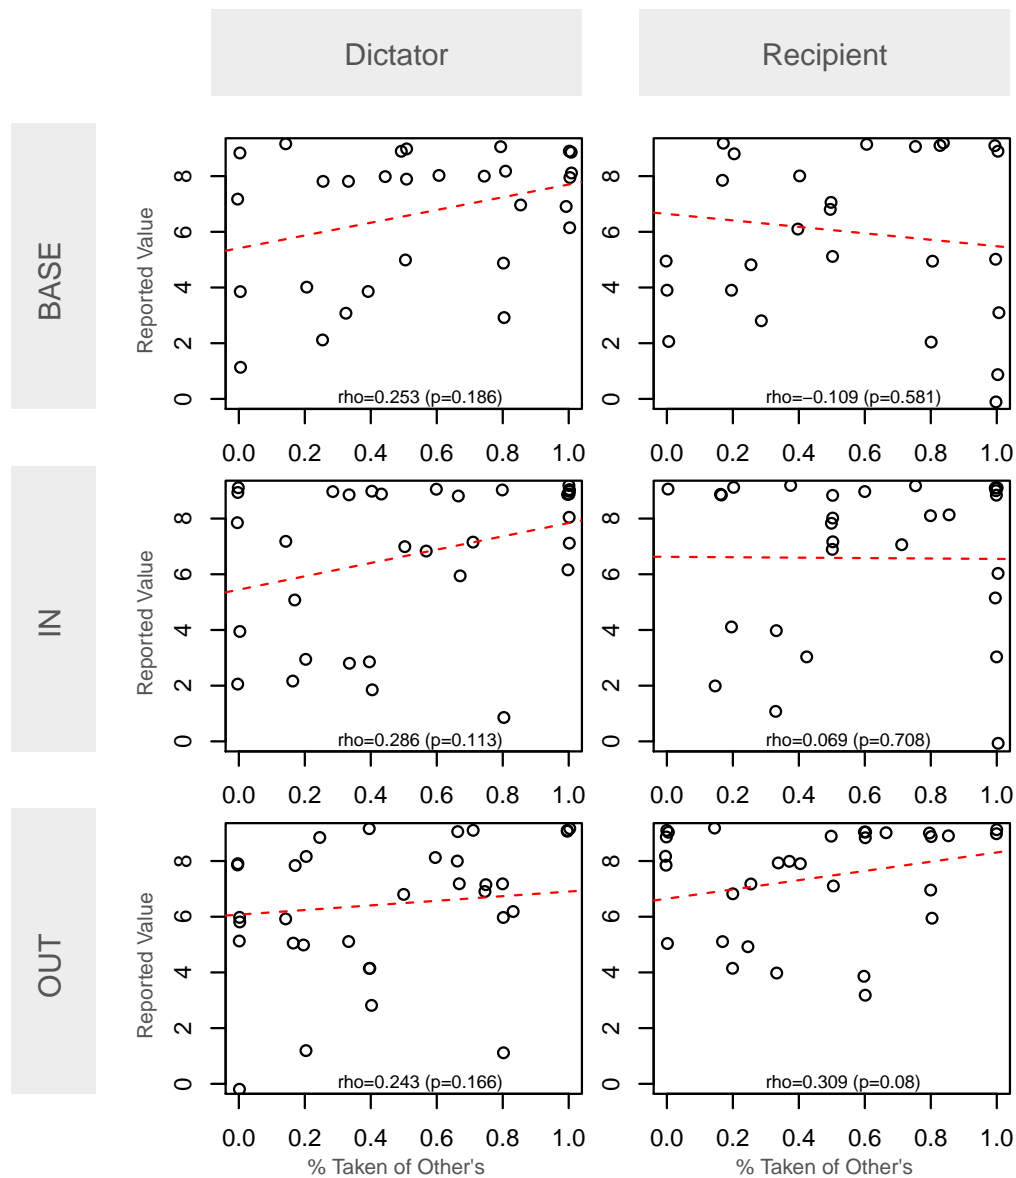 Dictator
Recipient
BASE
Reported Value
0 2 4 6 8
rho=0.253 (p=0.186)
0.0 0.2 0.4 0.6 0.8 1.0
0 2 4 6 8
rho=−0.109 (p=0.581)
0.0 0.2 0.4 0.6 0.8 1.0
IN
Reported Value
0 2 4 6 8
rho=0.286 (p=0.113)
0.0 0.2 0.4 0.6 0.8 1.0
0 2 4 6 8
rho=0.069 (p=0.708)
0.0 0.2 0.4 0.6 0.8 1.0
OUT
Reported Value
0 2 4 6 8
rho=0.243 (p=0.166)
0.0 0.2 0.4 0.6 0.8 1.0
% Taken of Other's
0 2 4 6 8
rho=0.309 (p=0.08)
0.0 0.2 0.4 0.6 0.8 1.0
% Taken of Other's